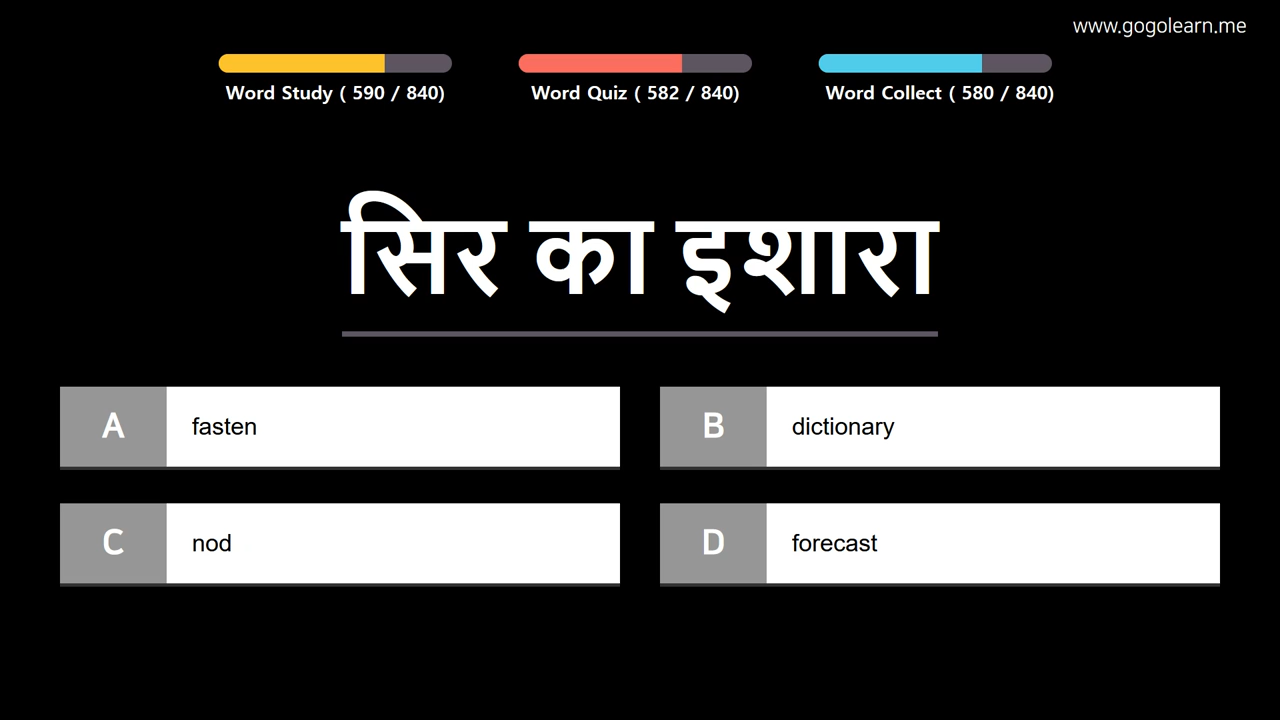 www.gogolearn.me
Word Study ( 590 / 840)
Word Quiz ( 582 / 840)
Word Collect ( 580 / 840)
सिर का इशारा
A fasten
B dictionary
C nod
D forecast